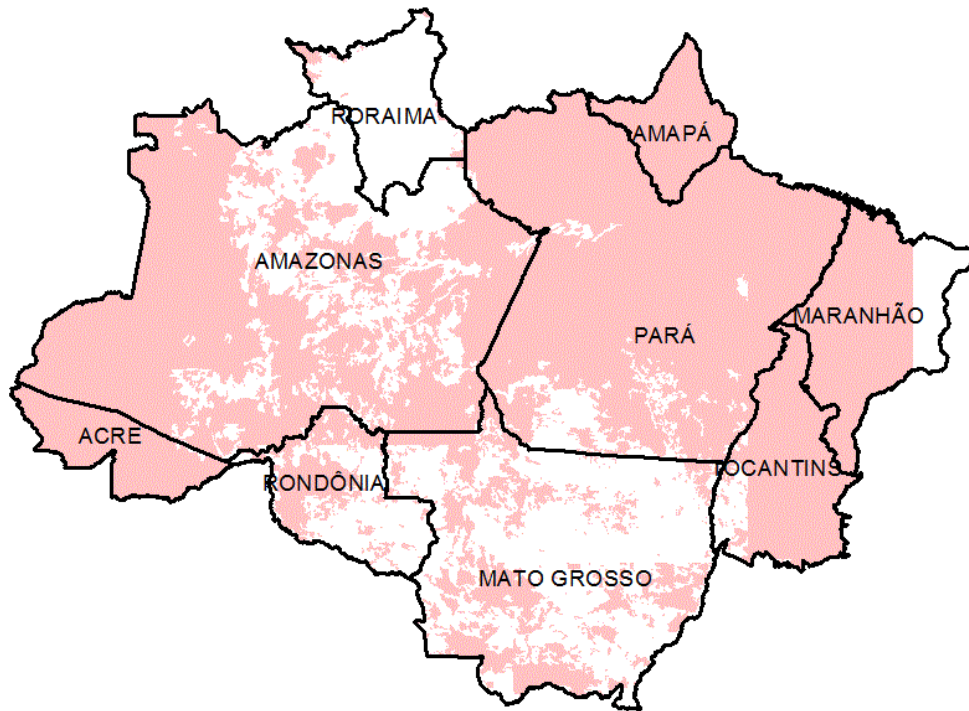 RORAIMA
AMAPÁ
AMAZONAS
MARANHÃO
PARÁ
ACRE
TOCANTINS
RONDÔNIA
MATO GROSSO